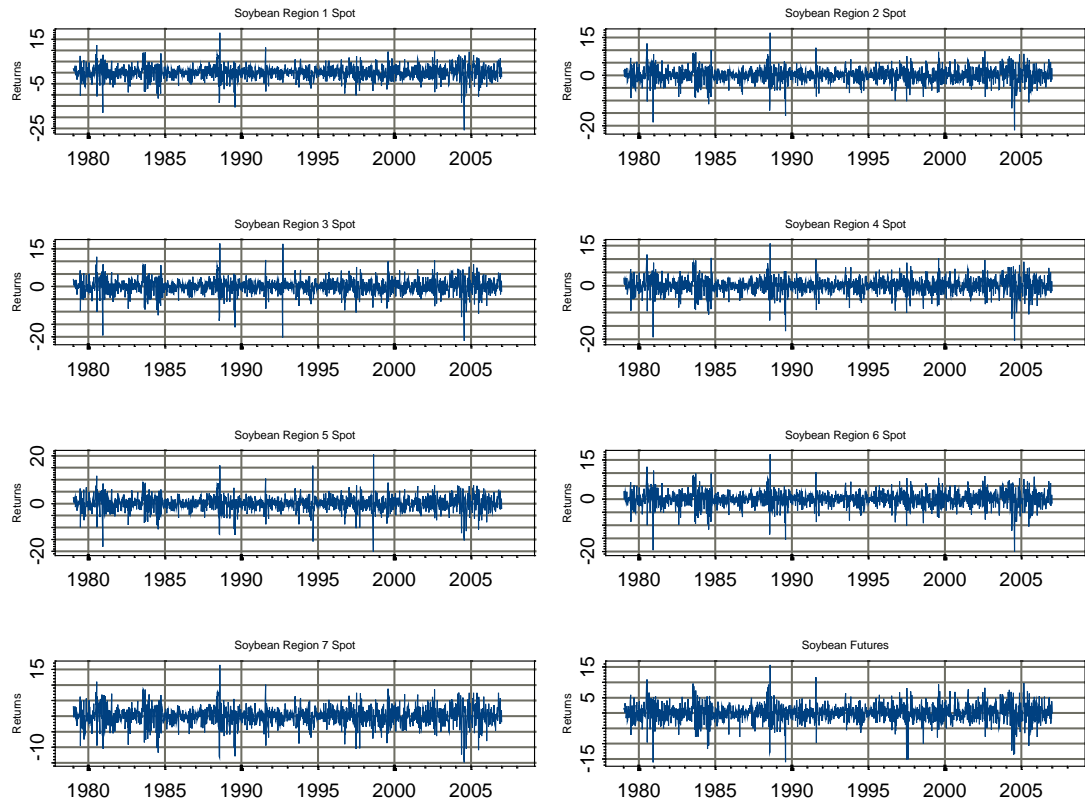 Soybean Region 1 Spot
Returns
15
-5
-25
1980 1985 1990 1995 2000 2005
Soybean Region 2 Spot
Returns
15
0
-20
1980 1985 1990 1995 2000 2005
Soybean Region 3 Spot
Returns
15
0
-20
1980 1985 1990 1995 2000 2005
Soybean Region 4 Spot
Returns
15
0
-20
1980 1985 1990 1995 2000 2005
Soybean Region 5 Spot
Returns
20
0
-20
1980 1985 1990 1995 2000 2005
Soybean Region 6 Spot
Returns
15
0
-20
1980 1985 1990 1995 2000 2005
Soybean Region 7 Spot
Returns
15
-10
1980 1985 1990 1995 2000 2005
Soybean Futures
Returns
15
5
-15
1980 1985 1990 1995 2000 2005